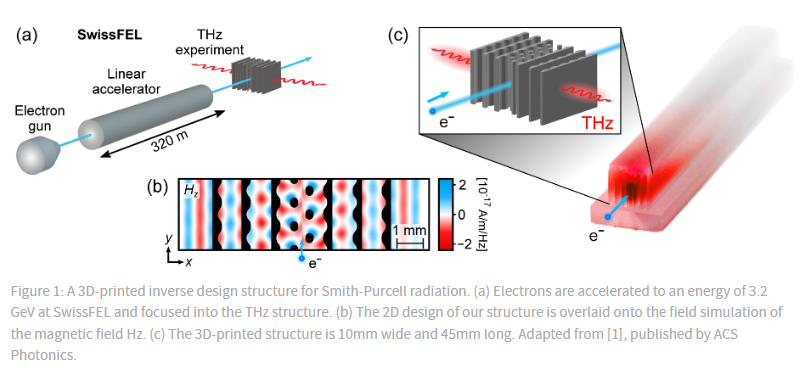 (a)
SwissFEL
THz
experiment
Linear
accelerator
Electron
gun
320 m
(b)
Hz
2
0
−2
[10⁻¹⁷ A/m/Hz]
1 mm
y
x
e⁻
(c)
e⁻
THz
e⁻
Figure 1: A 3D-printed inverse design structure for Smith-Purcell radiation. (a) Electrons are accelerated to an energy of 3.2
GeV at SwissFEL and focused into the THz structure. (b) The 2D design of our structure is overlaid onto the field simulation of
the magnetic field Hz. (c) The 3D-printed structure is 10mm wide and 45mm long. Adapted from [1], published by ACS
Photonics.